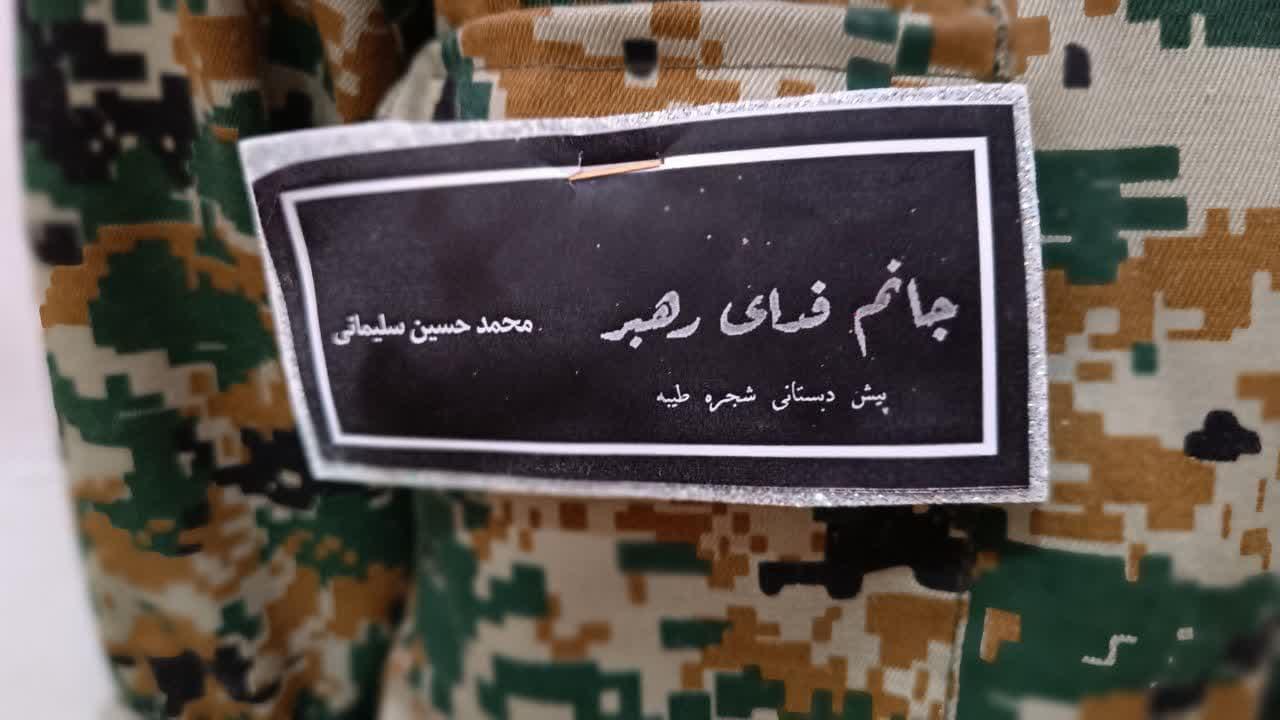 جانم فدای رهبر
محمد حسین سلیمانی
پیش دبستانی شجره طیبه